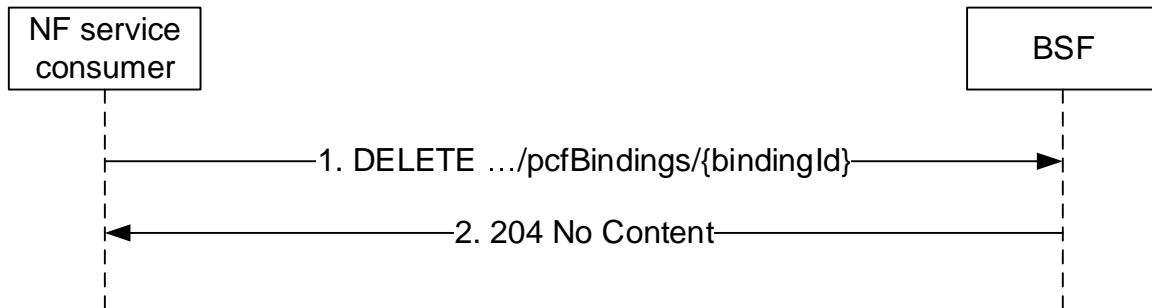 NF service
consumer
BSF
1. DELETE …/pcfBindings/{bindingId}
2. 204 No Content